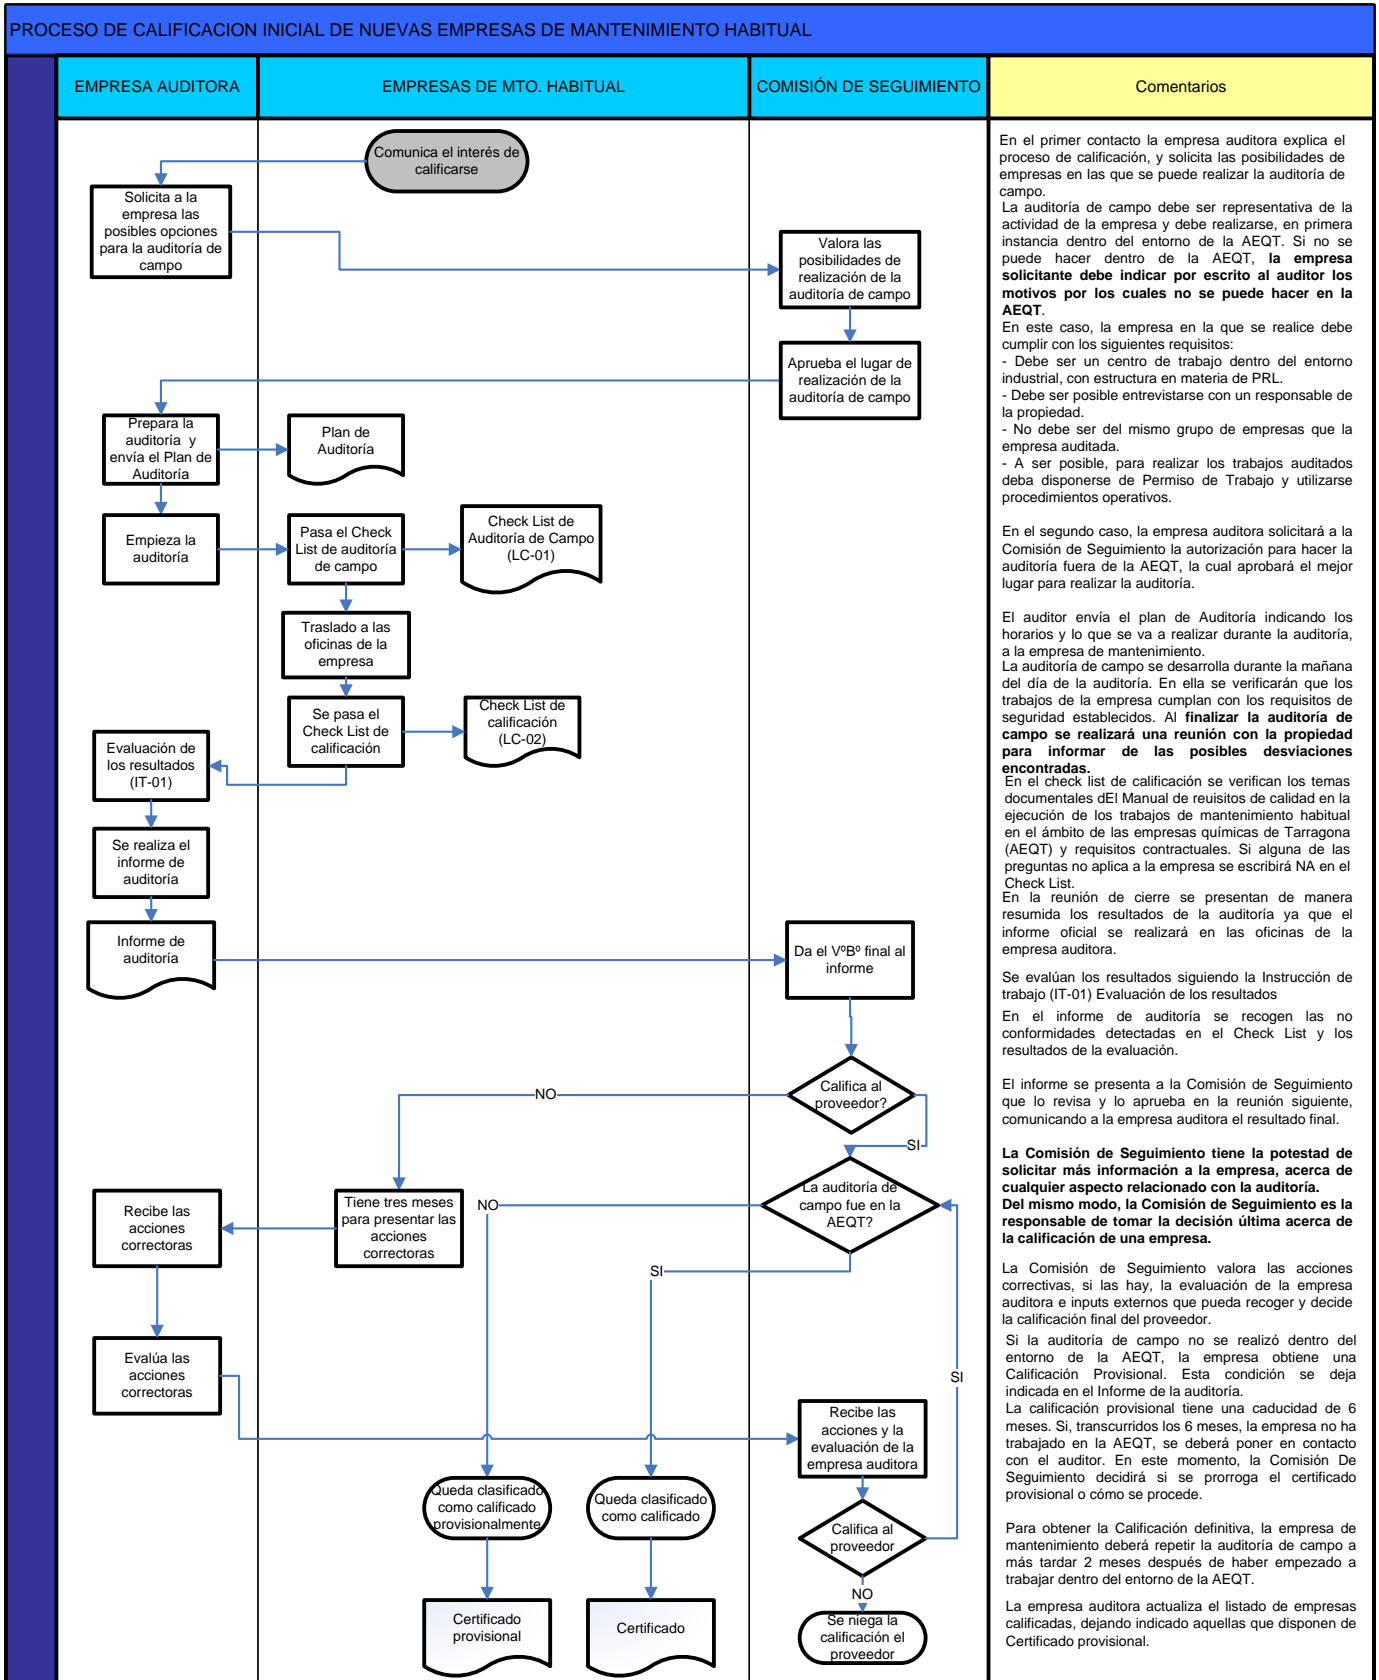 PROCESO DE CALIFICACION INICIAL DE NUEVAS EMPRESAS DE MANTENIMIENTO HABITUAL
EMPRESA AUDITORA
EMPRESAS DE MTO. HABITUAL
COMISIÓN DE SEGUIMIENTO
Comentarios
Comunica el interés de
calificarse
Solicita a la
empresa las
posibles opciones
para la auditoría de
campo
Valora las
posibilidades de
realización de la
auditoría de campo
Aprueba el lugar de
realización de la
auditoría de campo
Prepara la
auditoría y
envía el Plan de
Auditoría
Plan de
Auditoría
Empieza la
auditoría
Pasa el Check
List de auditoría
de campo
Check List de
Auditoría de Campo
(LC-01)
Traslado a las
oficinas de la
empresa
Se pasa el
Check List de
calificación
Check List de
calificación
(LC-02)
Evaluación de
los resultados
(IT-01)
Se realiza el
informe de
auditoría
Informe de
auditoría
Da el VºBº final al
informe
Califica al
proveedor?
NO
SI
La auditoría de
campo fue en la
AEQT?
NO
SI
Tiene tres meses
para presentar las
acciones
correctoras
Recibe las
acciones
correctoras
Evalúa las
acciones
correctoras
SI
Recibe las
acciones y la
evaluación de la
empresa auditora
Queda clasificado
como calificado
provisionalmente
Queda clasificado
como calificado
Califica al
proveedor
NO
Certificado
provisional
Certificado
Se niega la
calificación el
proveedor
En el primer contacto la empresa auditora explica el
proceso de calificación, y solicita las posibilidades de
empresas en las que se puede realizar la auditoría de
campo.
La auditoría de campo debe ser representativa de la
actividad de la empresa y debe realizarse, en primera
instancia dentro del entorno de la AEQT. Si no se
puede hacer dentro de la AEQT, la empresa
solicitante debe indicar por escrito al auditor los
motivos por los cuales no se puede hacer en la
AEQT.
En este caso, la empresa en la que se realice debe
cumplir con los siguientes requisitos:
- Debe ser un centro de trabajo dentro del entorno
industrial, con estructura en materia de PRL.
- Debe ser posible entrevistarse con un responsable de
la propiedad.
- No debe ser del mismo grupo de empresas que la
empresa auditada.
- A ser posible, para realizar los trabajos auditados
deba disponerse de Permiso de Trabajo y utilizarse
procedimientos operativos.
En el segundo caso, la empresa auditora solicitará a la
Comisión de Seguimiento la autorización para hacer la
auditoría fuera de la AEQT, la cual aprobará el mejor
lugar para realizar la auditoría.
El auditor envía el plan de Auditoría indicando los
horarios y lo que se va a realizar durante la auditoría,
a la empresa de mantenimiento.
La auditoría de campo se desarrolla durante la mañana
del día de la auditoría. En ella se verificarán que los
trabajos de la empresa cumplan con los requisitos de
seguridad establecidos. Al finalizar la auditoría de
campo se realizará una reunión con la propiedad
para informar de las posibles desviaciones
encontradas.
En el check list de calificación se verifican los temas
documentales dEl Manual de reuisitos de calidad en la
ejecución de los trabajos de mantenimiento habitual
en el ámbito de las empresas químicas de Tarragona
(AEQT) y requisitos contractuales. Si alguna de las
preguntas no aplica a la empresa se escribirá NA en el
Check List.
En la reunión de cierre se presentan de manera
resumida los resultados de la auditoría ya que el
informe oficial se realizará en las oficinas de la
empresa auditora.
Se evalúan los resultados siguiendo la Instrucción de
trabajo (IT-01) Evaluación de los resultados
En el informe de auditoría se recogen las no
conformidades detectadas en el Check List y los
resultados de la evaluación.
El informe se presenta a la Comisión de Seguimiento
que lo revisa y lo aprueba en la reunión siguiente,
comunicando a la empresa auditora el resultado final.
La Comisión de Seguimiento tiene la potestad de
solicitar más información a la empresa, acerca de
cualquier aspecto relacionado con la auditoría.
Del mismo modo, la Comisión de Seguimiento es la
responsable de tomar la decisión última acerca de
la calificación de una empresa.
La Comisión de Seguimiento valora las acciones
correctivas, si las hay, la evaluación de la empresa
auditora e inputs externos que pueda recoger y decide
la calificación final del proveedor.
Si la auditoría de campo no se realizó dentro del
entorno de la AEQT, la empresa obtiene una
Calificación Provisional. Esta condición se deja
indicada en el Informe de la auditoría.
La calificación provisional tiene una caducidad de 6
meses. Si, transcurridos los 6 meses, la empresa no ha
trabajado en la AEQT, se deberá poner en contacto
con el auditor. En este momento, la Comisión De
Seguimiento decidirá si se prorroga el certificado
provisional o cómo se procede.
Para obtener la Calificación definitiva, la empresa de
mantenimiento deberá repetir la auditoría de campo a
más tardar 2 meses después de haber empezado a
trabajar dentro del entorno de la AEQT.
La empresa auditora actualiza el listado de empresas
calificadas, dejando indicado aquellas que disponen de
Certificado provisional.